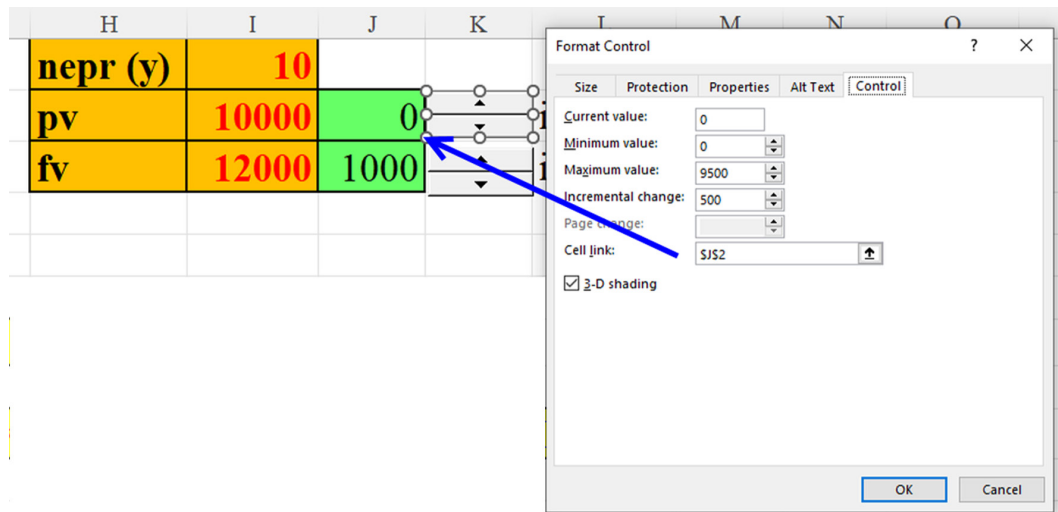 H I J K L M N O
nepr (y) 10
pv 10000 0
fv 12000 1000
Format Control ?
Size Protection Properties Alt Text Control
Current value: 0
Minimum value: 0
Maximum value: 9500
Incremental change: 500
Page change:
Cell link: $J$2
3-D shading
OK Cancel